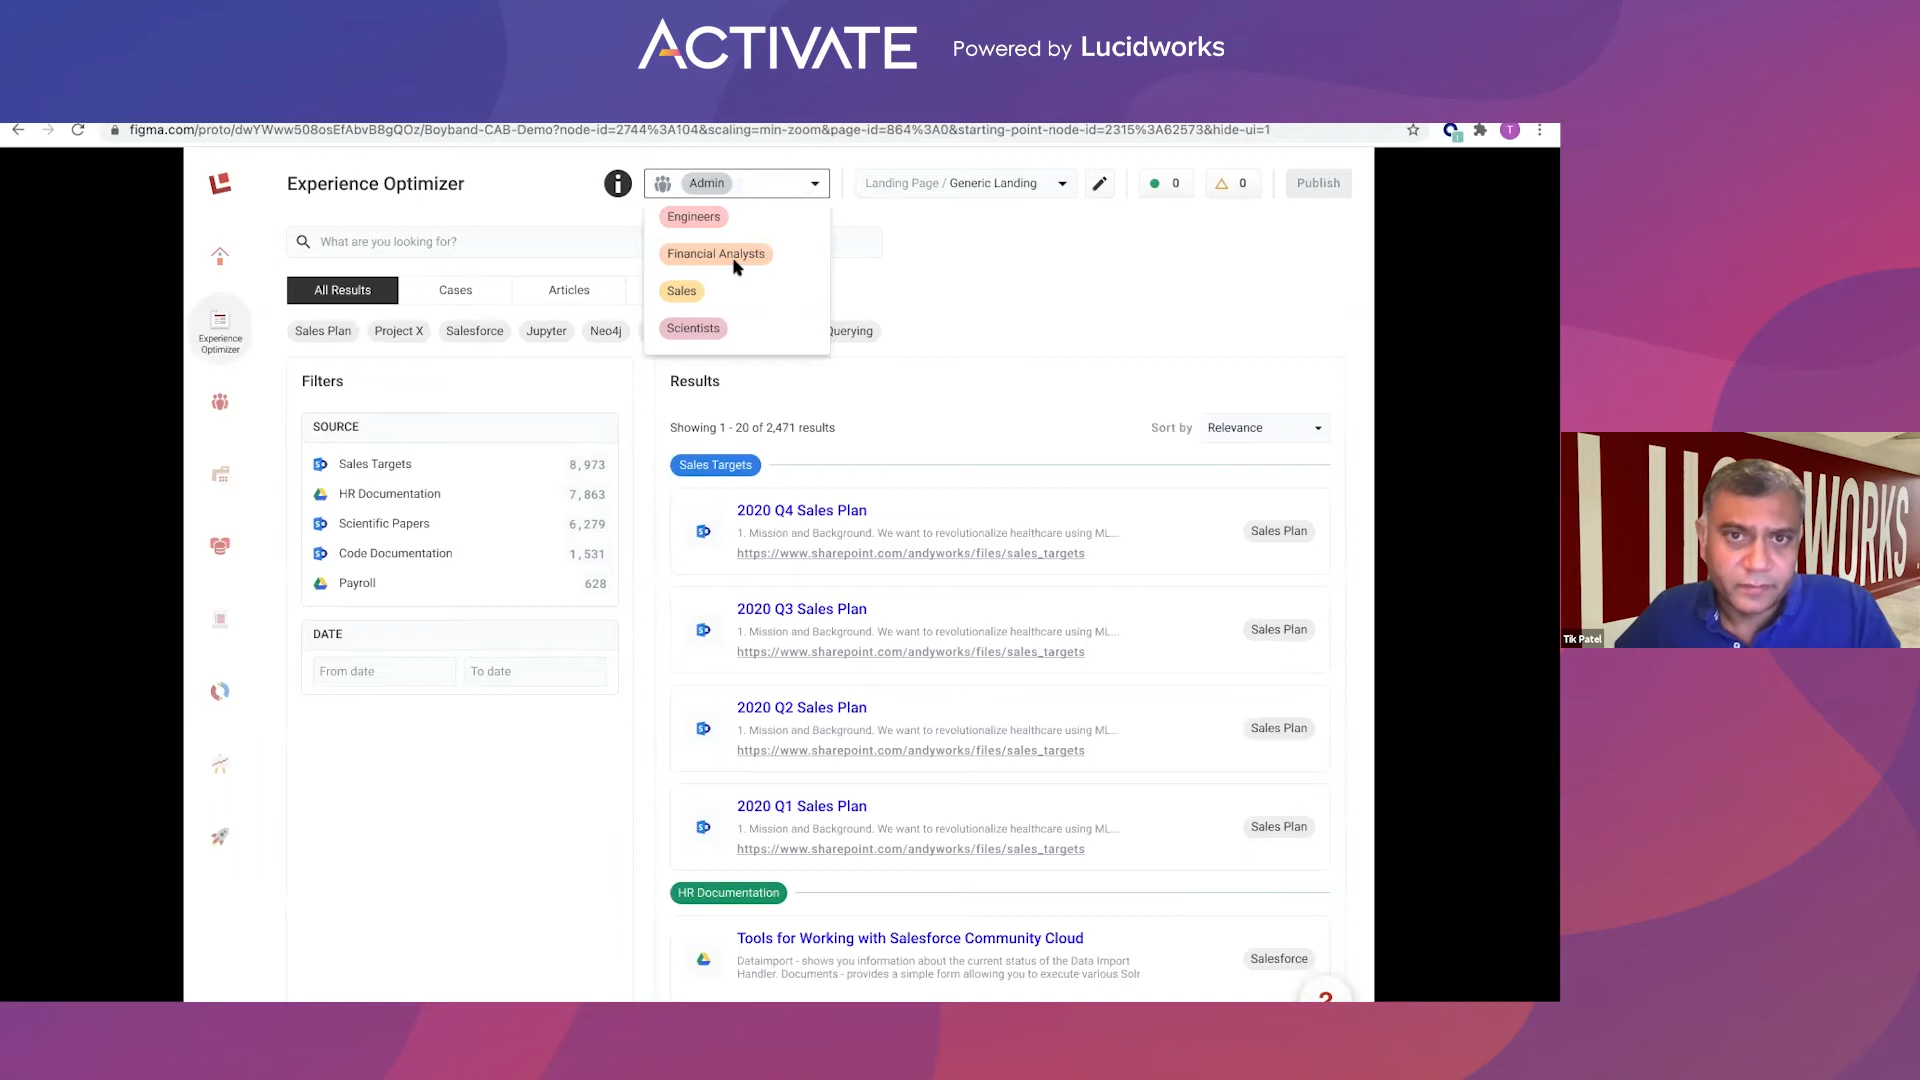 ACTIVATE Powered by Lucidworks
figma.com/proto/dwYWww508osEfAbvB8gQOz/Boyband-CAB-Demo?node-id=2744%3A104&scaling=min-zoom&page-id=864%3A0&starting-point-node-id=2315%3A62573&hide-ui=1
T
Experience Optimizer
Admin
Landing Page / Generic Landing
0
0
Publish
Engineers
Financial Analysts
Sales
Scientists
What are you looking for?
All Results
Cases
Articles
Sales Plan
Project X
Salesforce
Jupyter
Neo4j
Querying
Experience
Optimizer
Filters
SOURCE
Sales Targets 8,973
HR Documentation 7,863
Scientific Papers 6,279
Code Documentation 1,531
Payroll 628
DATE
From date
To date
Results
Showing 1 - 20 of 2,471 results
Sort by Relevance
Sales Targets
2020 Q4 Sales Plan
1. Mission and Background. We want to revolutionalize healthcare using ML...
https://www.sharepoint.com/andyworks/files/sales_targets
Sales Plan
2020 Q3 Sales Plan
1. Mission and Background. We want to revolutionalize healthcare using ML...
https://www.sharepoint.com/andyworks/files/sales_targets
Sales Plan
2020 Q2 Sales Plan
1. Mission and Background. We want to revolutionalize healthcare using ML...
https://www.sharepoint.com/andyworks/files/sales_targets
Sales Plan
2020 Q1 Sales Plan
1. Mission and Background. We want to revolutionalize healthcare using ML...
https://www.sharepoint.com/andyworks/files/sales_targets
Sales Plan
HR Documentation
Tools for Working with Salesforce Community Cloud
Dataimport - shows you information about the current status of the Data Import
Handler. Documents - provides a simple form allowing you to execute various Solr
Salesforce
?
WORKS
Tik Patel